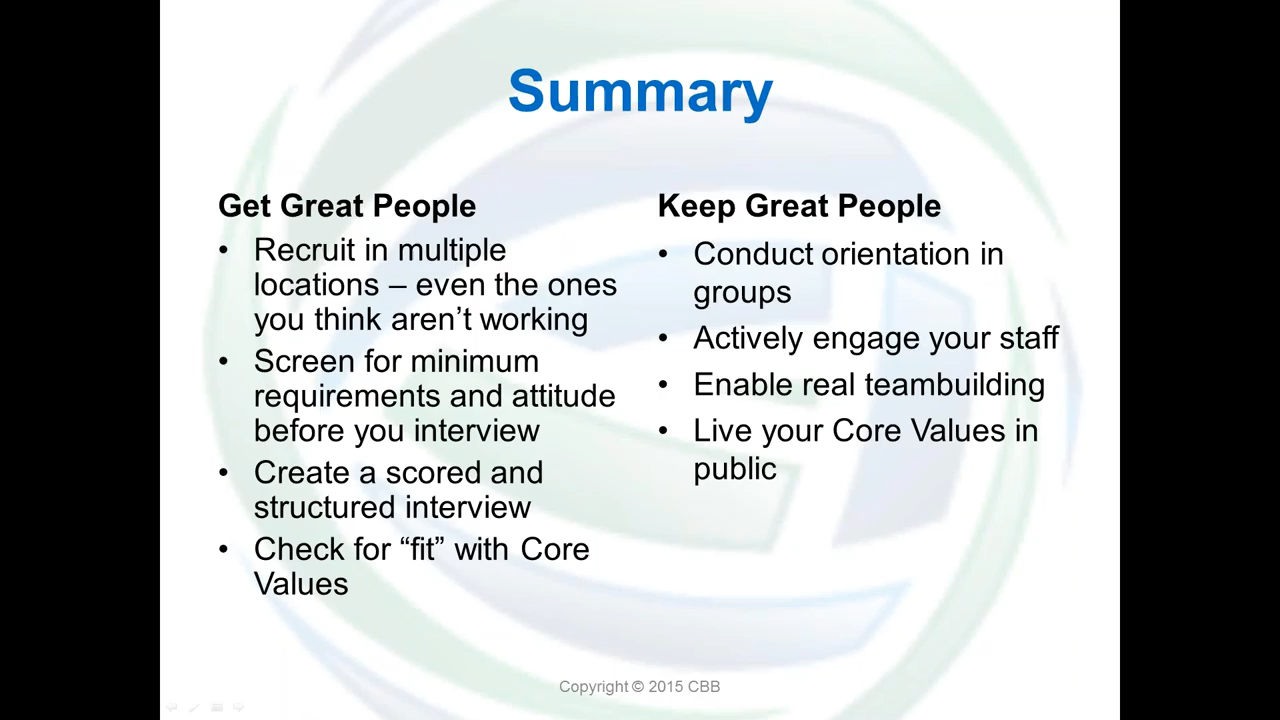 Summary
Get Great People
• Recruit in multiple
locations – even the ones
you think aren’t working
• Screen for minimum
requirements and attitude
before you interview
• Create a scored and
structured interview
• Check for “fit” with Core
Values
Keep Great People
• Conduct orientation in
groups
• Actively engage your staff
• Enable real teambuilding
• Live your Core Values in
public
Copyright © 2015 CBB